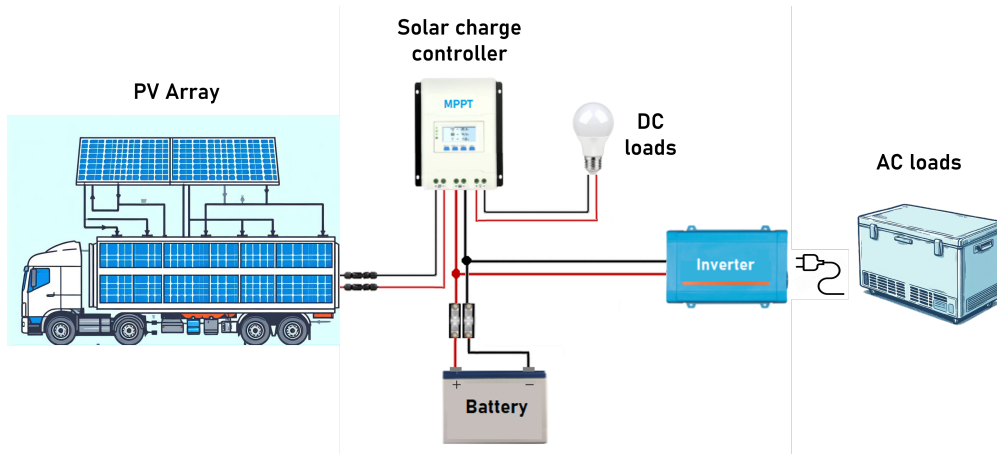 Solar charge
controller
PV Array
MPPT
DC
loads
AC loads
Inverter
+ −
Battery